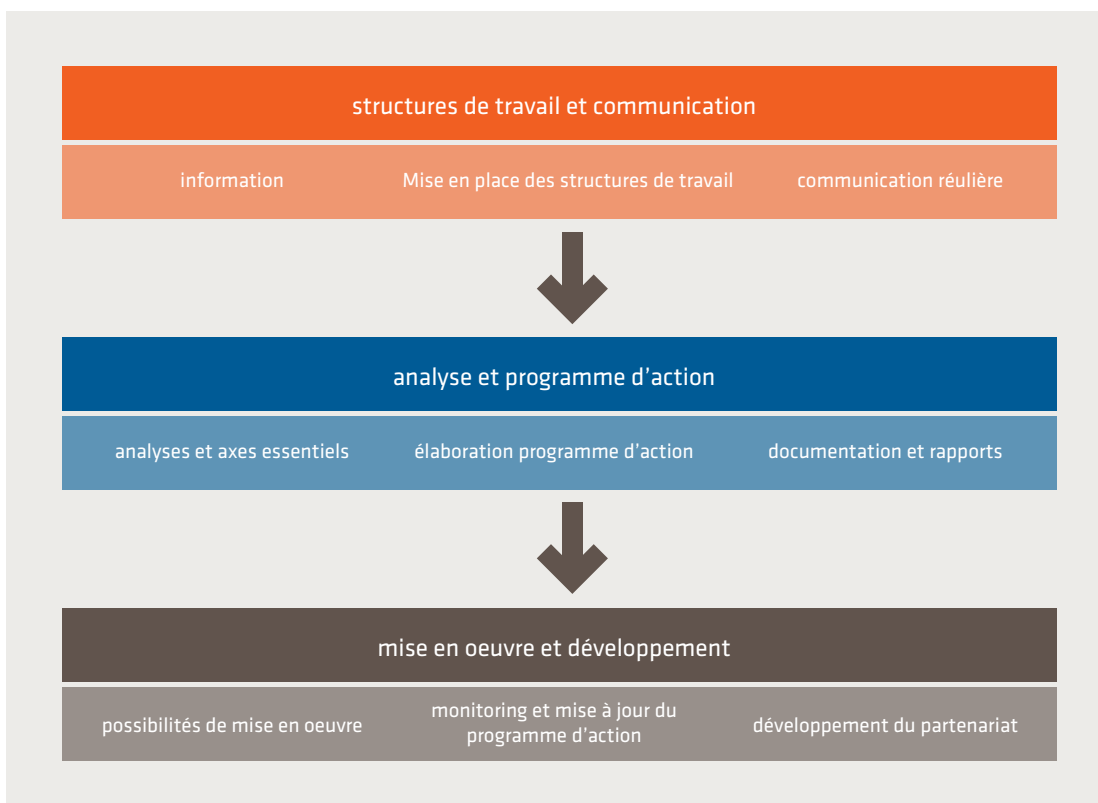 structures de travail et communication
information Mise en place des structures de travail communication réulière
analyse et programme d’action
analyses et axes essentiels élaboration programme d’action documentation et rapports
mise en oeuvre et développement
possibilités de mise en oeuvre
monitoring et mise à jour du
programme d’action
développement du partenariat